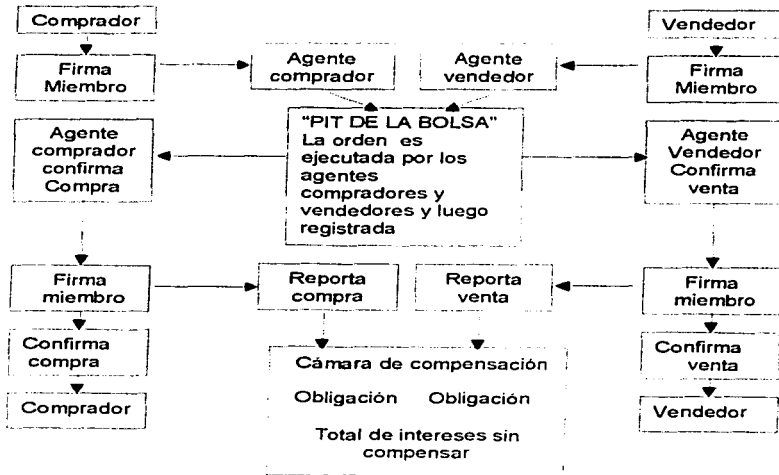 Comprador
Vendedor
Firma
Miembro
Agente
comprador
Agente
vendedor
Firma
Miembro
Agente
comprador
confirma
Compra
"PIT DE LA BOLSA"
La orden es
ejecutada por los
agentes
compradores y
vendedores y luego
registrada
Agente
Vendedor
Confirma
venta
Firma
miembro
Reporta
compra
Reporta
venta
Firma
miembro
Confirma
compra
Cámara de compensación
Obligación Obligación
Total de intereses sin
compensar
Confirma
venta
Comprador
Vendedor